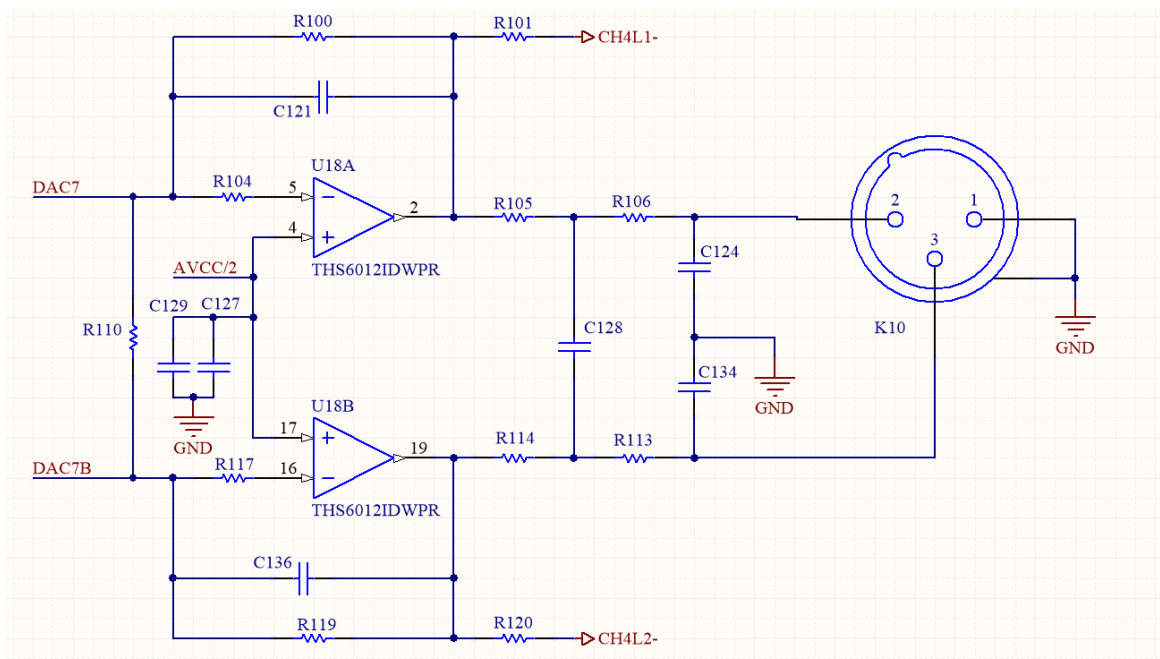 R100
R101
CH4L1-
C121
U18A
DAC7
R104
5
2
R105
R106
2
1
4
C124
3
AVCC/2
THS6012IDWPR
C129
C127
R110
C128
K10
GND
C134
GND
U18B
17
GND
R114
R113
19
DAC7B
R117
16
THS6012IDWPR
C136
R119
R120
CH4L2-